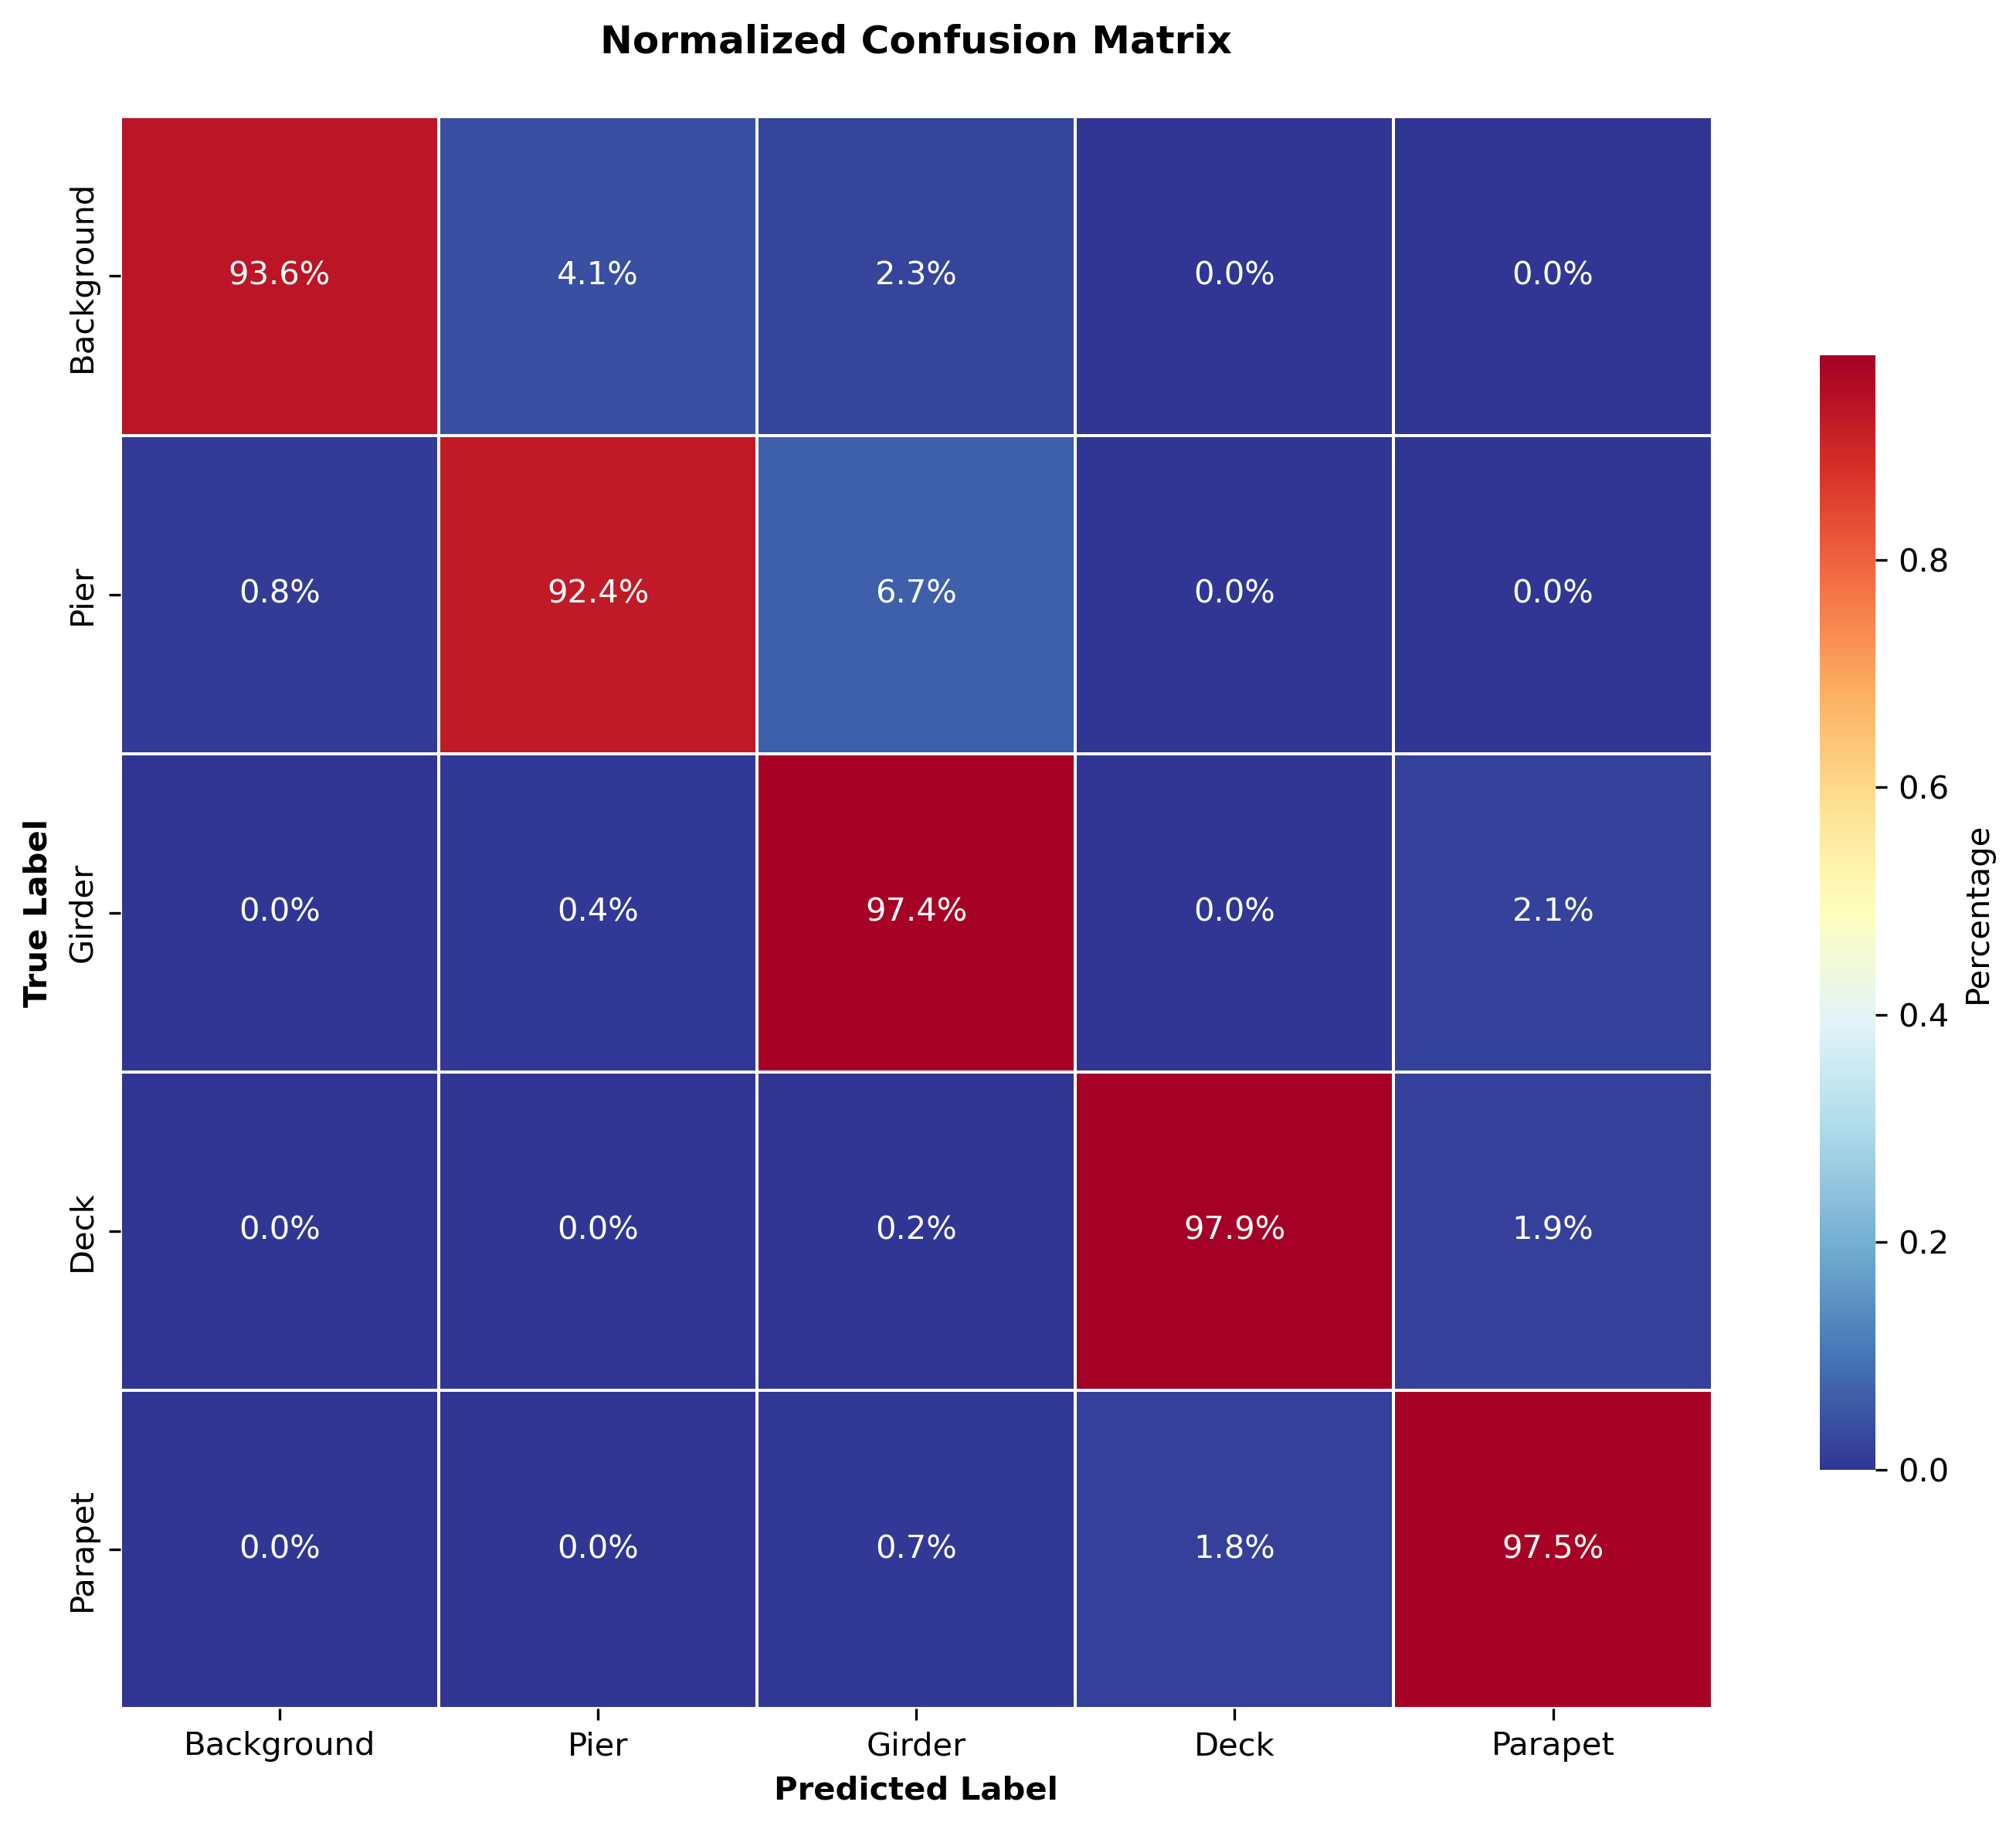 Normalized Confusion Matrix
True Label
Background
93.6% 4.1% 2.3% 0.0% 0.0%
Pier
0.8% 92.4% 6.7% 0.0% 0.0%
Girder
0.0% 0.4% 97.4% 0.0% 2.1%
Deck
0.0% 0.0% 0.2% 97.9% 1.9%
Parapet
0.0% 0.0% 0.7% 1.8% 97.5%
Background Pier Girder Deck Parapet
Predicted Label
0.8
0.6
0.4
0.2
0.0
Percentage